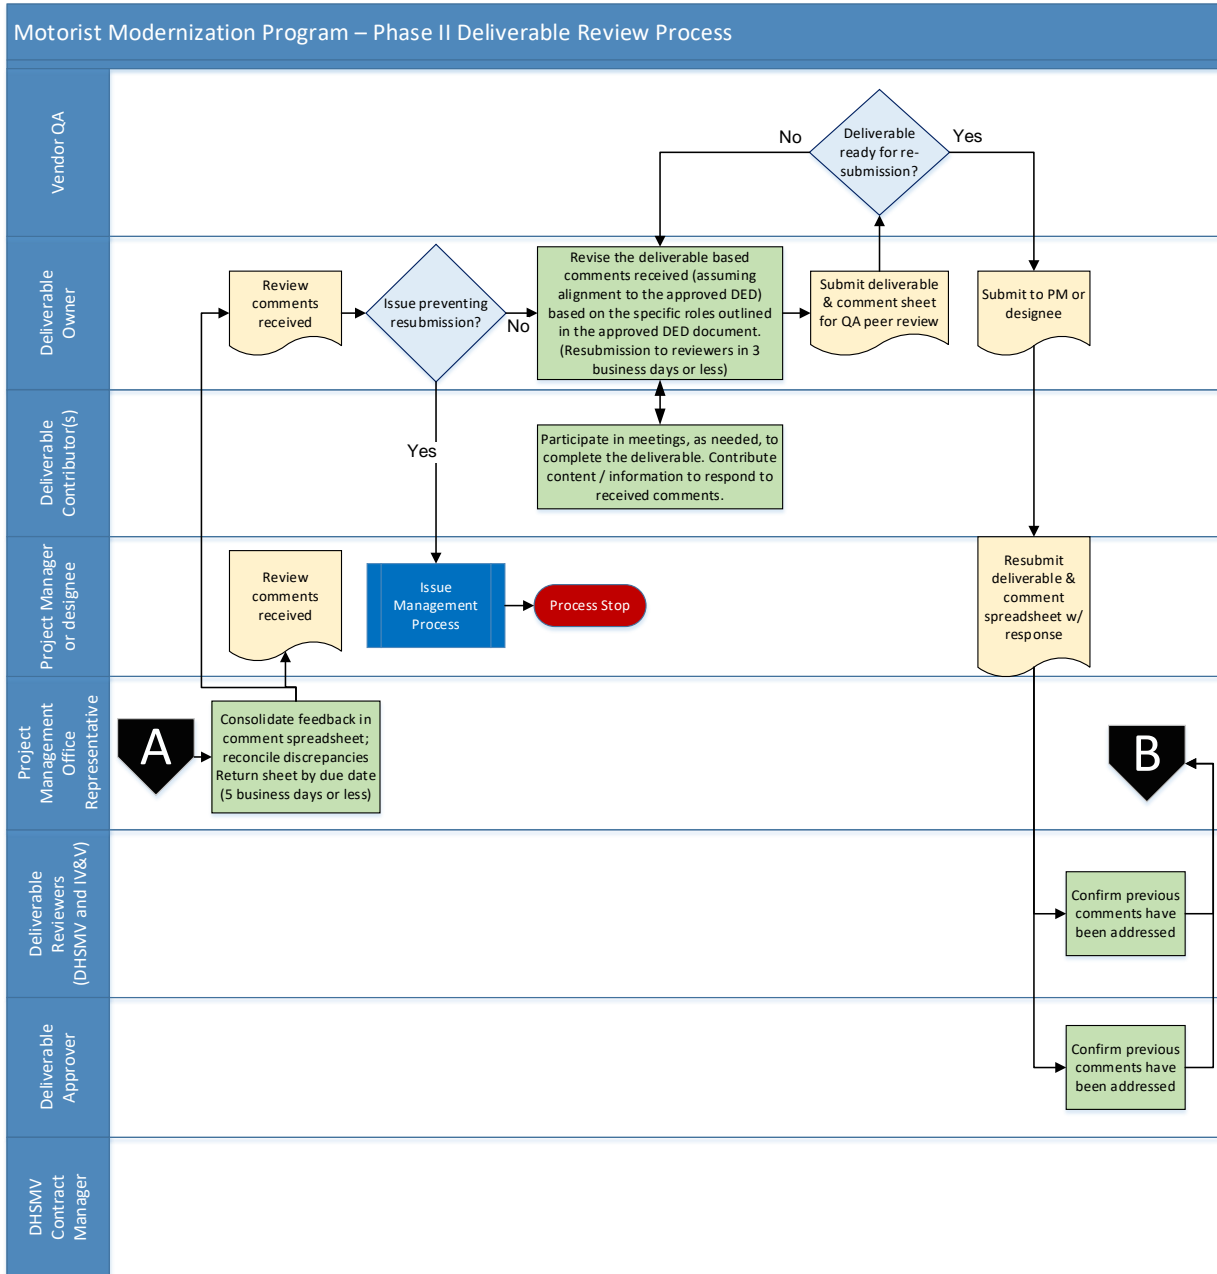 Motorist Modernization Program – Phase II Deliverable Review Process
Vendor QA
No
Deliverable
ready for re-
submission?
Yes
Deliverable
Owner
Review
comments
received
Issue preventing
resubmission?
No
Revise the deliverable based
comments received (assuming
alignment to the approved DED)
based on the specific roles outlined
in the approved DED document.
(Resubmission to reviewers in 3
business days or less)
Submit deliverable
& comment sheet
for QA peer review
Submit to PM or
designee
Deliverable
Contributor(s)
Yes
Participate in meetings, as needed, to
complete the deliverable. Contribute
content / information to respond to
received comments.
Project Manager
or designee
Review
comments
received
Issue
Management
Process
Process Stop
Resubmit
deliverable &
comment
spreadsheet w/
response
Project
Management
Office
Representative
A
Consolidate feedback in
comment spreadsheet;
reconcile discrepancies
Return sheet by due date
(5 business days or less)
B
Deliverable
Reviewers
(DHSMV and IV&V)
Confirm previous
comments have
been addressed
Deliverable
Approver
Confirm previous
comments have
been addressed
DHSMV
Contract
Manager